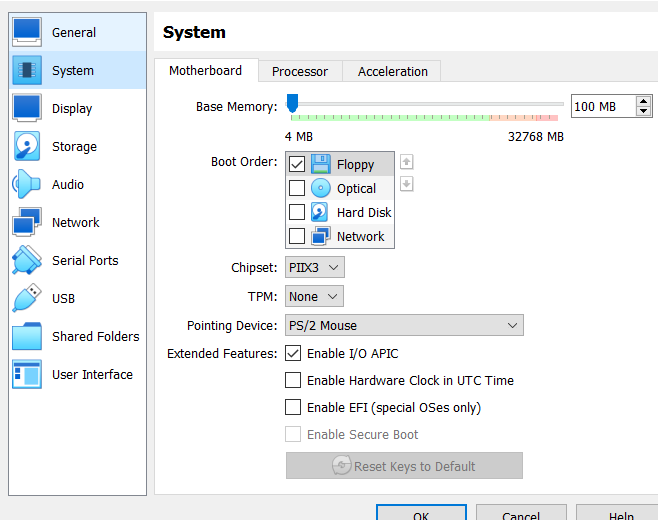 General
System
Display
Storage
Audio
Network
Serial Ports
USB
Shared Folders
User Interface
System
Motherboard Processor Acceleration
Base Memory: 100 MB
4 MB 32768 MB
Boot Order: Floppy
Optical
Hard Disk
Network
Chipset: PIIX3
TPM: None
Pointing Device: PS/2 Mouse
Extended Features: Enable I/O APIC
Enable Hardware Clock in UTC Time
Enable EFI (special OSes only)
Enable Secure Boot
Reset Keys to Default
OK Cancel Help